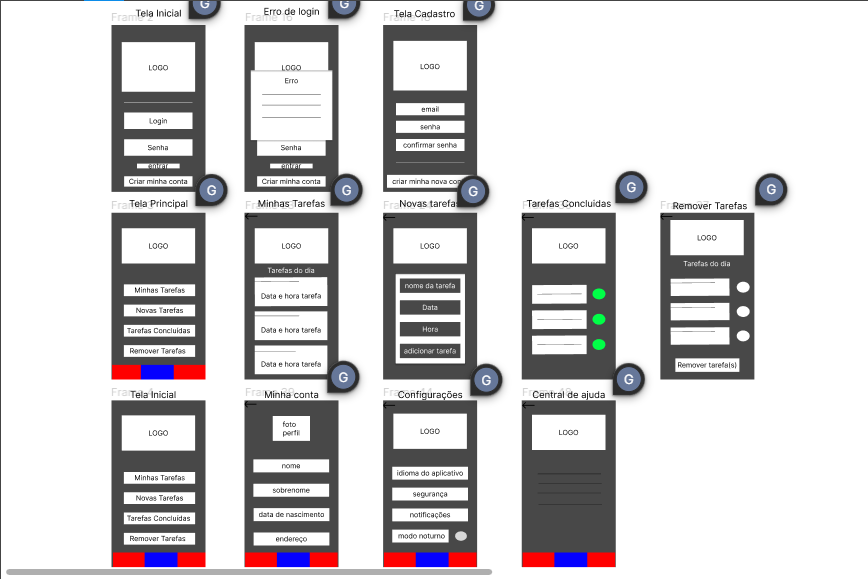 Tela Inicial
Erro de login
Tela Cadastro
G
G
G
LOGO
Login
Senha
entrar
Criar minha conta
LOGO
Erro
Senha
entrar
Criar minha conta
LOGO
email
senha
confirmar senha
criar minha nova con
Tela Principal
Minhas Tarefas
Novas tarefas
Tarefas Concluidas
Remover Tarefas
G
G
G
G
G
LOGO
Minhas Tarefas
Novas Tarefas
Tarefas Concluídas
Remover Tarefas
LOGO
Tarefas do dia
Data e hora tarefa
Data e hora tarefa
Data e hora tarefa
LOGO
nome da tarefa
Data
Hora
adicionar tarefa
LOGO
LOGO
Tarefas do dia
Remover tarefa(s)
Tela Inicial
Minha conta
Configurações
Central de ajuda
G
G
G
LOGO
Minhas Tarefas
Novas Tarefas
Tarefas Concluídas
Remover Tarefas
foto
perfil
nome
sobrenome
data de nascimento
endereço
LOGO
idioma do aplicativo
segurança
notificações
modo noturno
LOGO